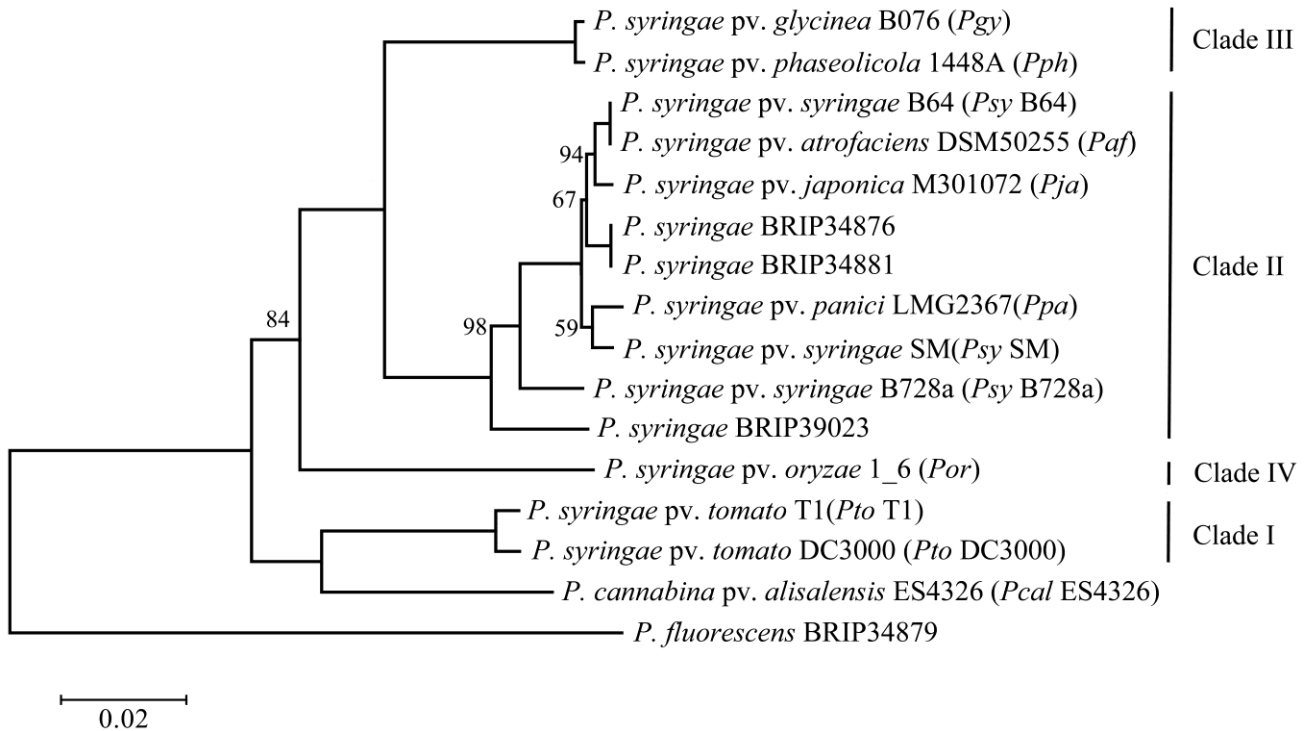 P. syringae pv. glycinea B076 (Pgy)
P. syringae pv. phaseolicola 1448A (Pph)
Clade III
P. syringae pv. syringae B64 (Psy B64)
P. syringae pv. atrofaciens DSM50255 (Paf)
94
P. syringae pv. japonica M301072 (Pja)
67
P. syringae BRIP34876
P. syringae BRIP34881
Clade II
P. syringae pv. panici LMG2367(Ppa)
84
98
59
P. syringae pv. syringae SM(Psy SM)
P. syringae pv. syringae B728a (Psy B728a)
P. syringae BRIP39023
P. syringae pv. oryzae 1_6 (Por)
Clade IV
P. syringae pv. tomato T1(Pto T1)
P. syringae pv. tomato DC3000 (Pto DC3000)
Clade I
P. cannabina pv. alisalensis ES4326 (Pcal ES4326)
P. fluorescens BRIP34879
0.02